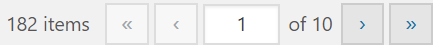 182 items « ‹ 1 of 10 › »